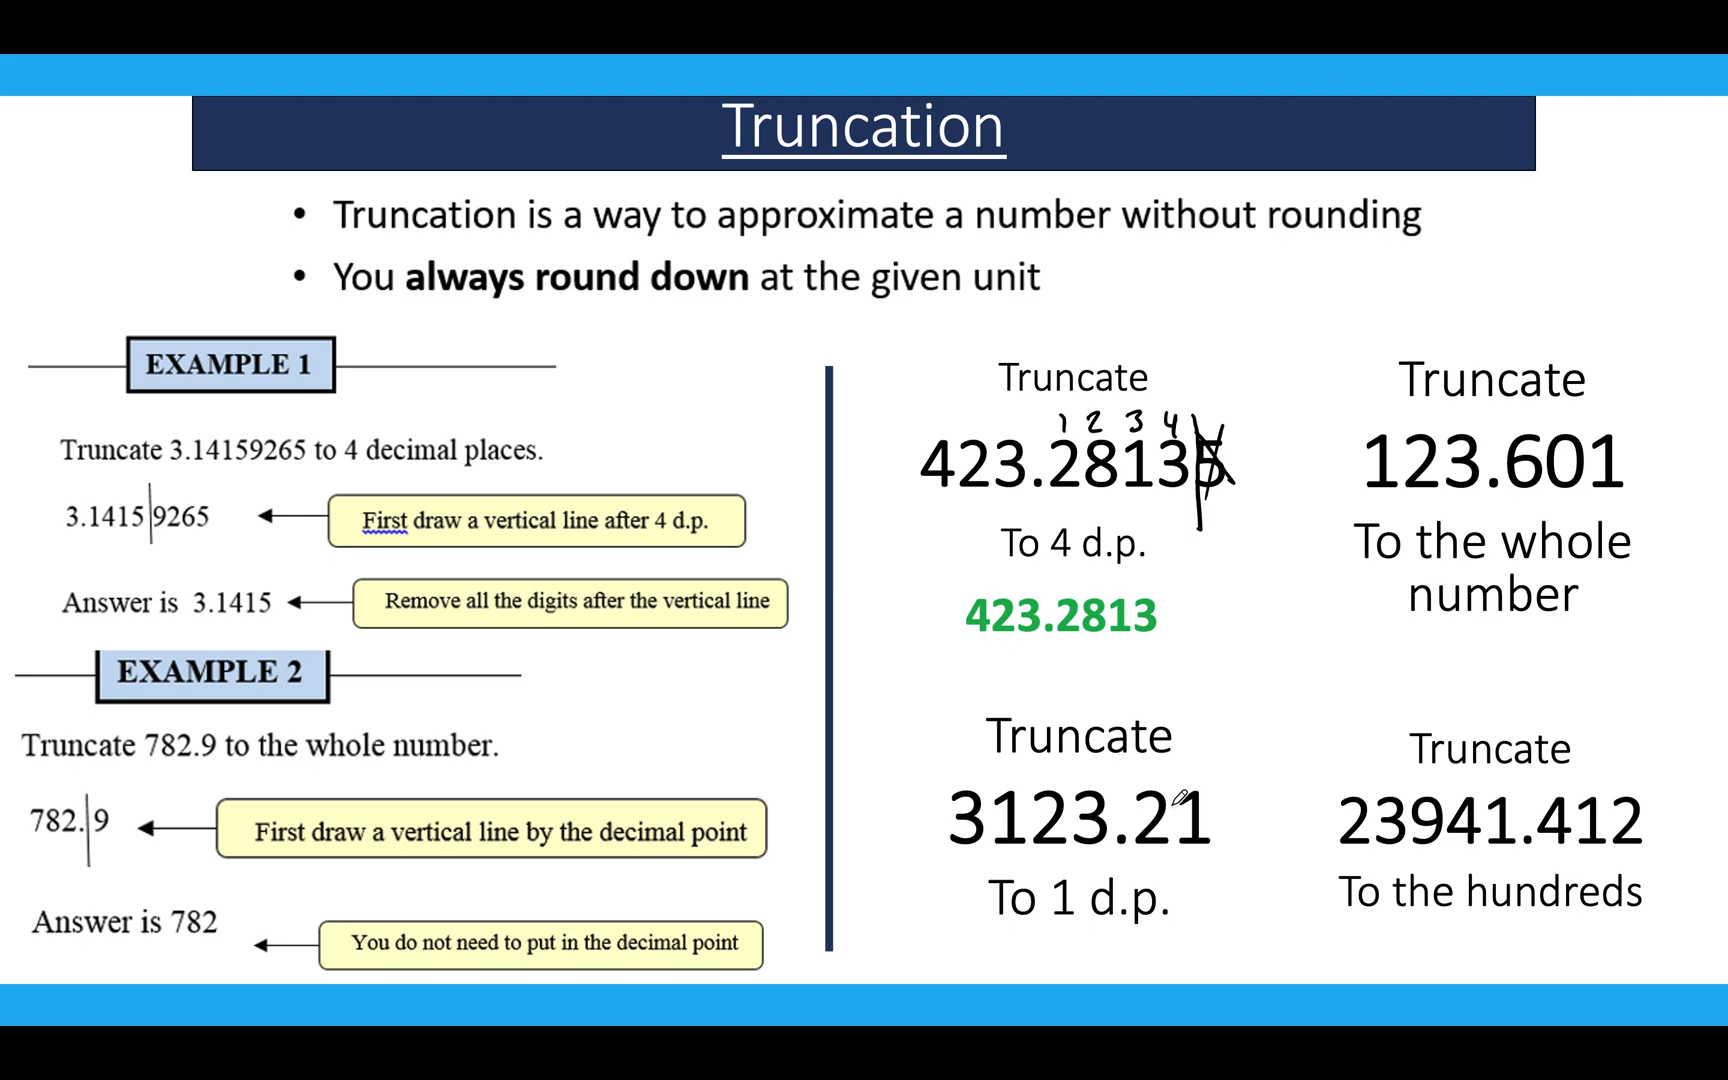 Truncation
• Truncation is a way to approximate a number without rounding
• You always round down at the given unit
EXAMPLE 1
Truncate 3.14159265 to 4 decimal places.
3.1415|9265
First draw a vertical line after 4 d.p.
Answer is 3.1415
Remove all the digits after the vertical line
EXAMPLE 2
Truncate 782.9 to the whole number.
782.|9
First draw a vertical line by the decimal point
Answer is 782
You do not need to put in the decimal point
Truncate
1 2 3 4
423.28135
To 4 d.p.
423.2813
Truncate
123.601
To the whole
number
Truncate
3123.21
To 1 d.p.
Truncate
23941.412
To the hundreds